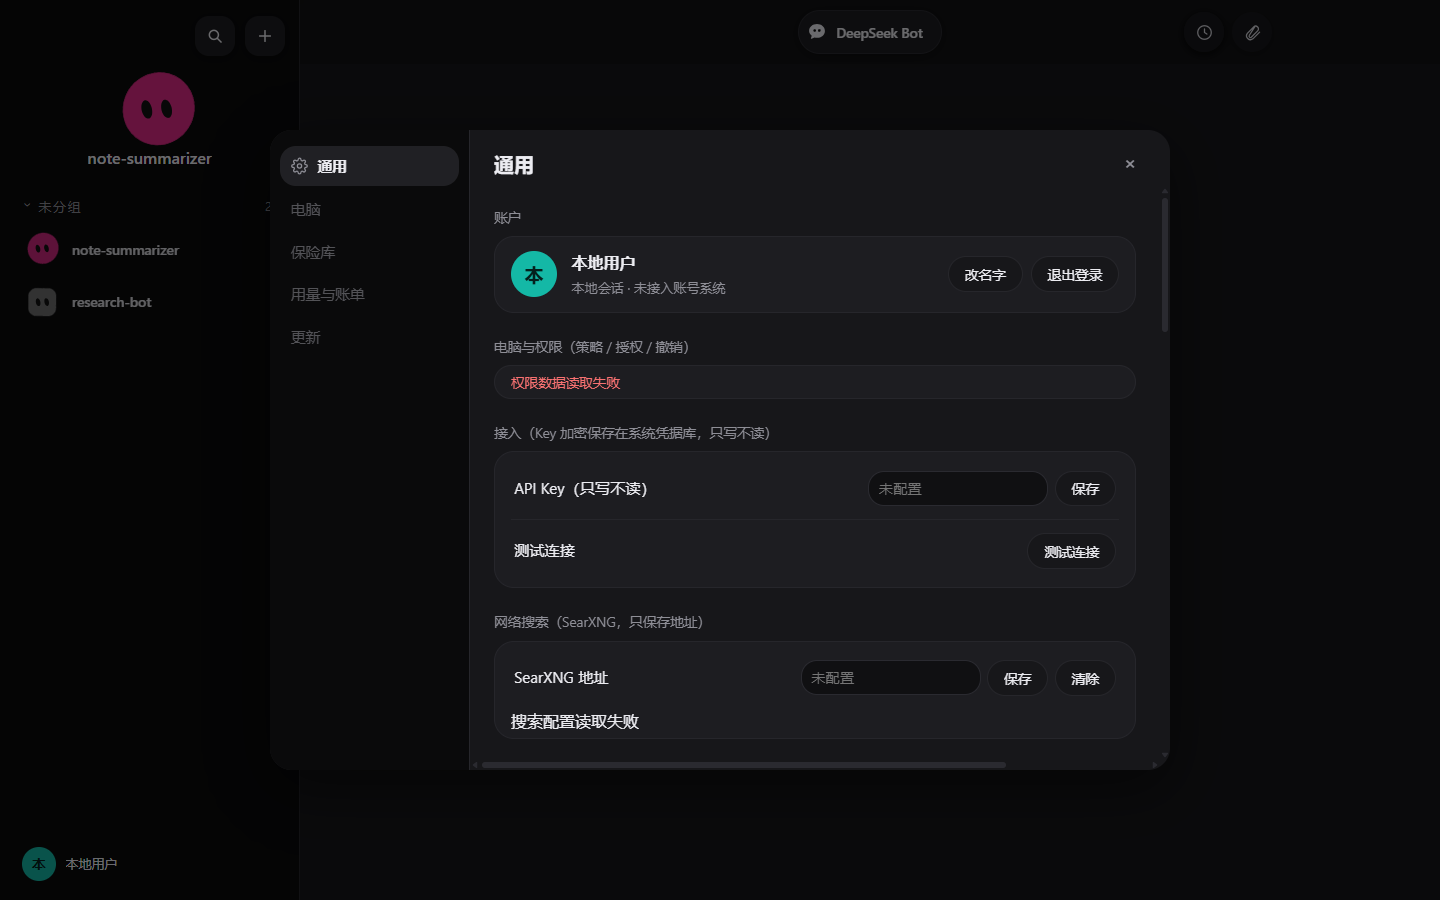 DeepSeek Bot
note-summarizer
未分组
2
note-summarizer
research-bot
本 本地用户
通用
电脑
保险库
用量与账单
更新
通用
账户
本
本地用户
本地会话 · 未接入账号系统
改名字
退出登录
电脑与权限（策略 / 授权 / 撤销）
权限数据读取失败
接入（Key 加密保存在系统凭据库，只写不读）
API Key（只写不读）
未配置
保存
测试连接
测试连接
网络搜索（SearXNG，只保存地址）
SearXNG 地址
未配置
保存
清除
搜索配置读取失败